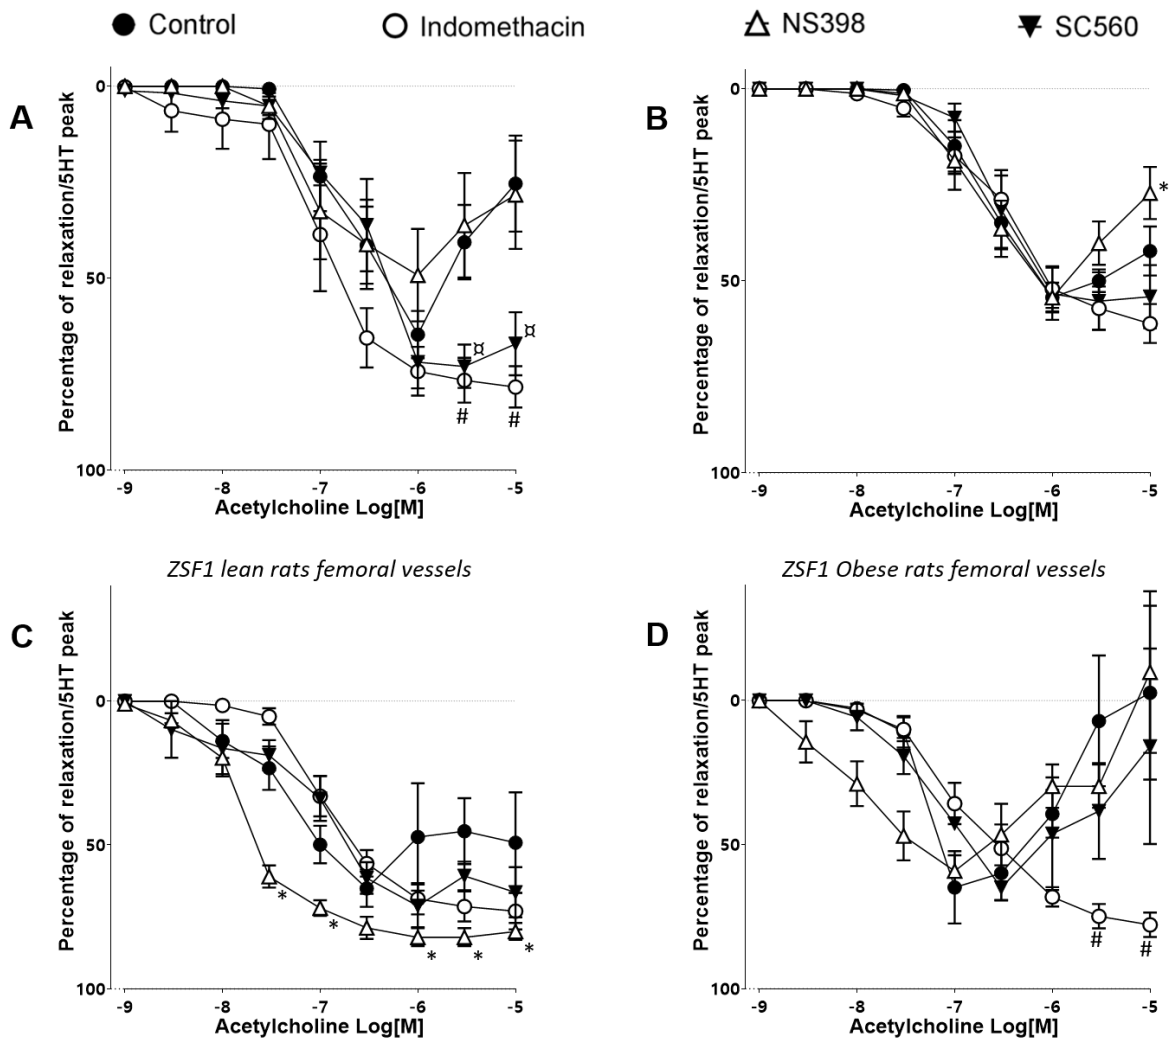 Control Indomethacin NS398 SC560
A
Percentage of relaxation/5HT peak
0
50
100
¤ ¤
# #
-9 -8 -7 -6 -5
Acetylcholine Log[M]
B
Percentage of relaxation/5HT peak
0
50
100
*
-9 -8 -7 -6 -5
Acetylcholine Log[M]
ZSF1 lean rats femoral vessels
C
Percentage of relaxation/5HT peak
0
50
100
* * * * *
-9 -8 -7 -6 -5
Acetylcholine Log[M]
ZSF1 Obese rats femoral vessels
D
Percentage of relaxation/5HT peak
0
50
100
# #
-9 -8 -7 -6 -5
Acetylcholine Log[M]